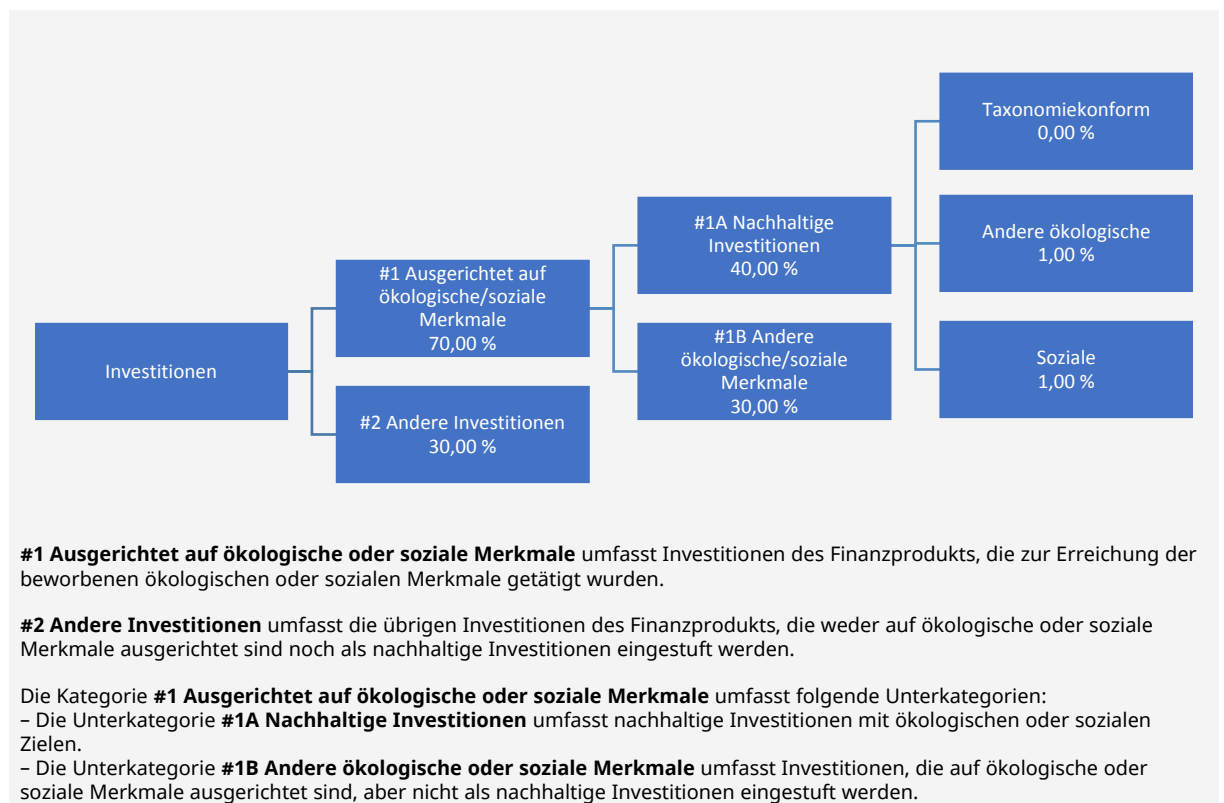 Investitionen
#1 Ausgerichtet auf
ökologische/soziale
Merkmale
70,00 %
#2 Andere Investitionen
30,00 %
#1A Nachhaltige
Investitionen
40,00 %
#1B Andere
ökologische/soziale
Merkmale
30,00 %
Taxonomiekonform
0,00 %
Andere ökologische
1,00 %
Soziale
1,00 %
#1 Ausgerichtet auf ökologische oder soziale Merkmale umfasst Investitionen des Finanzprodukts, die zur Erreichung der
beworbenen ökologischen oder sozialen Merkmale getätigt wurden.
#2 Andere Investitionen umfasst die übrigen Investitionen des Finanzprodukts, die weder auf ökologische oder soziale
Merkmale ausgerichtet sind noch als nachhaltige Investitionen eingestuft werden.
Die Kategorie #1 Ausgerichtet auf ökologische oder soziale Merkmale umfasst folgende Unterkategorien:
– Die Unterkategorie #1A Nachhaltige Investitionen umfasst nachhaltige Investitionen mit ökologischen oder sozialen
Zielen.
– Die Unterkategorie #1B Andere ökologische oder soziale Merkmale umfasst Investitionen, die auf ökologische oder
soziale Merkmale ausgerichtet sind, aber nicht als nachhaltige Investitionen eingestuft werden.